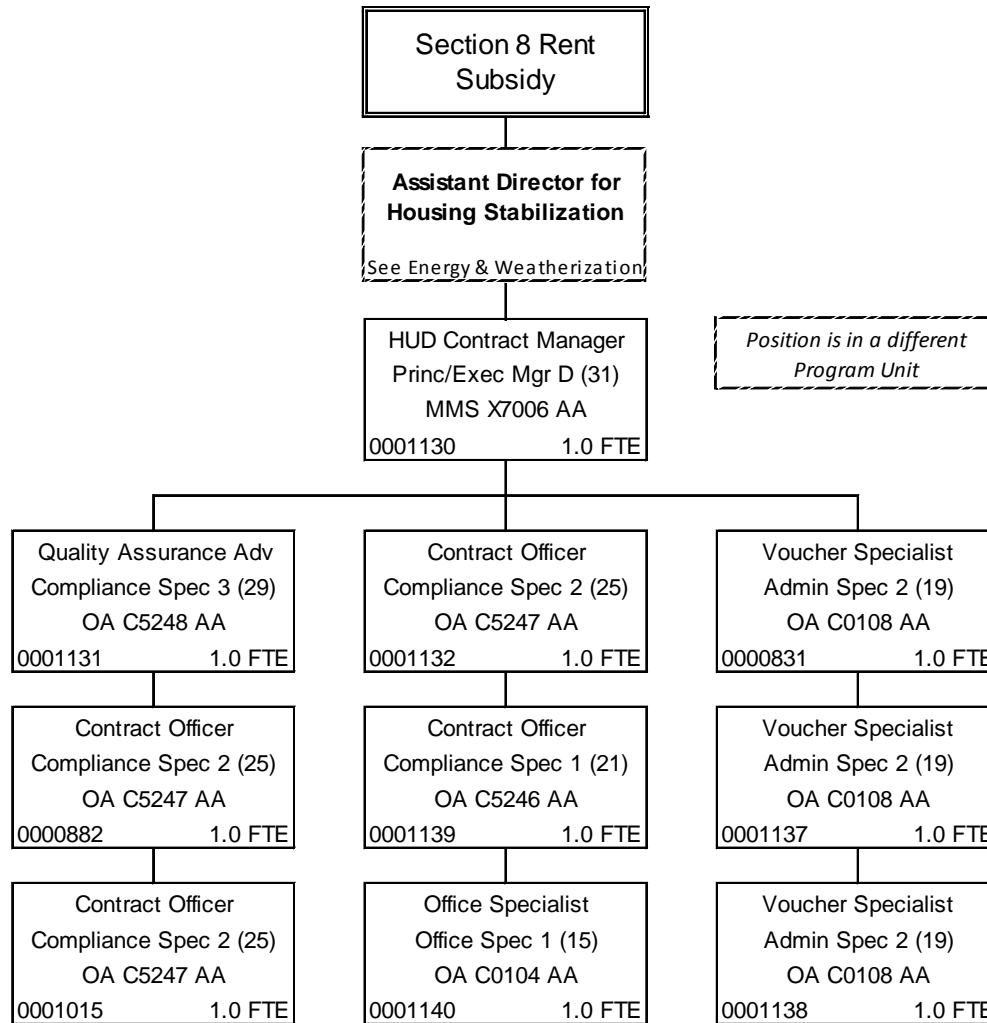 Section 8 Rent
Subsidy
Assistant Director for
Housing Stabilization
See Energy & Weatherization
HUD Contract Manager
Princ/Exec Mgr D (31)
MMS X7006 AA
0001130 1.0 FTE
Position is in a different
Program Unit
Quality Assurance Adv
Compliance Spec 3 (29)
OA C5248 AA
0001131 1.0 FTE
Contract Officer
Compliance Spec 2 (25)
OA C5247 AA
0001132 1.0 FTE
Voucher Specialist
Admin Spec 2 (19)
OA C0108 AA
0000831 1.0 FTE
Contract Officer
Compliance Spec 2 (25)
OA C5247 AA
0000882 1.0 FTE
Contract Officer
Compliance Spec 1 (21)
OA C5246 AA
0001139 1.0 FTE
Voucher Specialist
Admin Spec 2 (19)
OA C0108 AA
0001137 1.0 FTE
Contract Officer
Compliance Spec 2 (25)
OA C5247 AA
0001015 1.0 FTE
Office Specialist
Office Spec 1 (15)
OA C0104 AA
0001140 1.0 FTE
Voucher Specialist
Admin Spec 2 (19)
OA C0108 AA
0001138 1.0 FTE